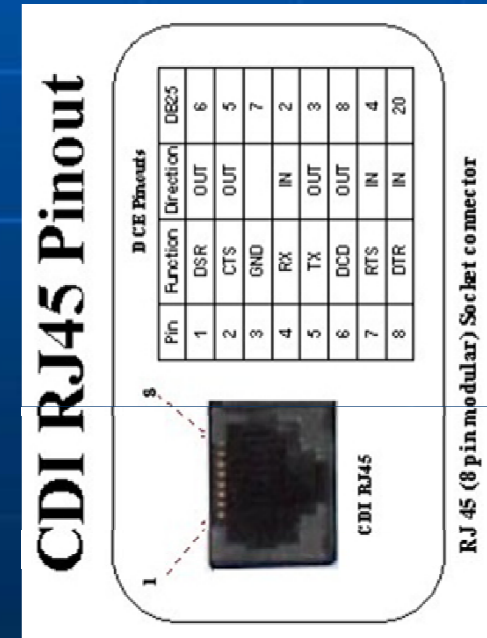 CDI RJ45 Pinout
DCE Pinouts
Pin Function Direction DB25
1 DSR OUT 6
2 CTS OUT 5
3 GND 7
4 RX IN 2
5 TX OUT 3
6 DCD OUT 8
7 RTS IN 4
8 DTR IN 20
1 8
CDI RJ45
RJ 45 (8 pin modular) Socket connector